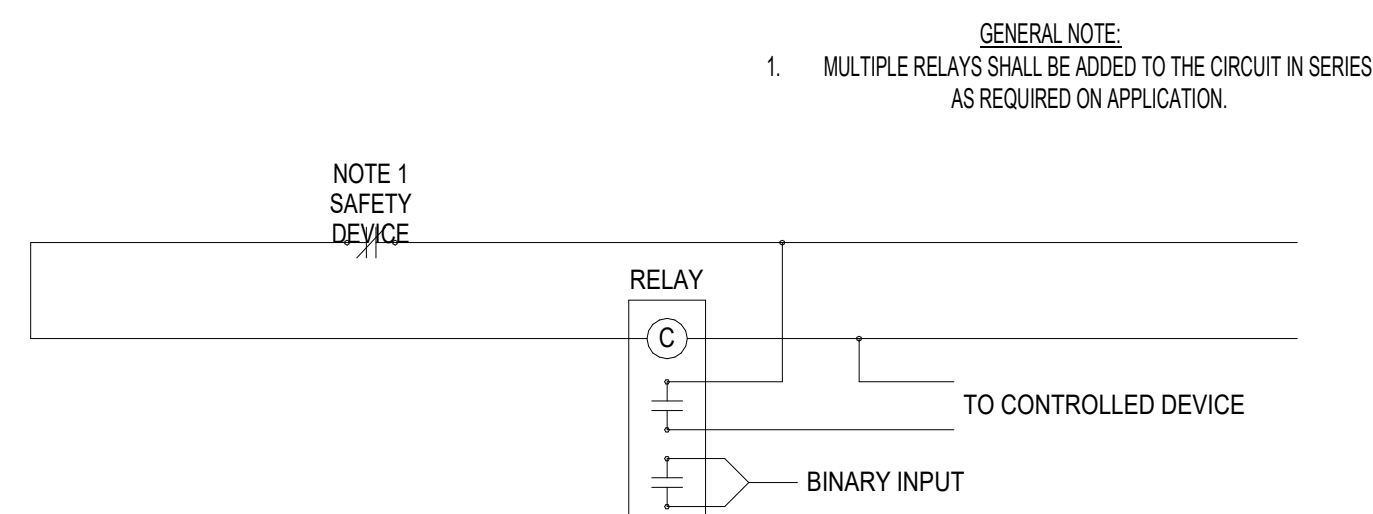 GENERAL NOTE:
1. MULTIPLE RELAYS SHALL BE ADDED TO THE CIRCUIT IN SERIES
AS REQUIRED ON APPLICATION.
NOTE 1
SAFETY
DEVICE
RELAY
C
TO CONTROLLED DEVICE
BINARY INPUT